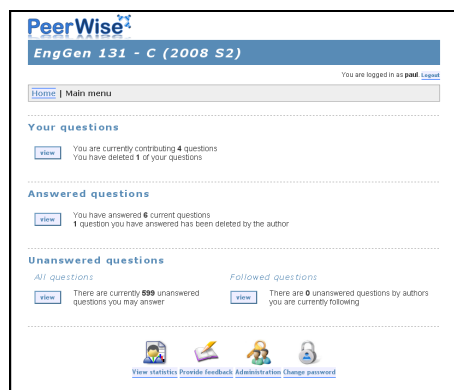 PeerWise
EngGen 131 - C (2008 S2)
You are logged in as paul. Logout
Home | Main menu
Your questions
view
You are currently contributing 4 questions
You have deleted 1 of your questions
Answered questions
view
You have answered 6 current questions
1 question you have answered has been deleted by the author
Unanswered questions
All questions
view
There are currently 599 unanswered
questions you may answer
Followed questions
view
There are 0 unanswered questions by authors
you are currently following
View statistics Provide feedback Administration Change password